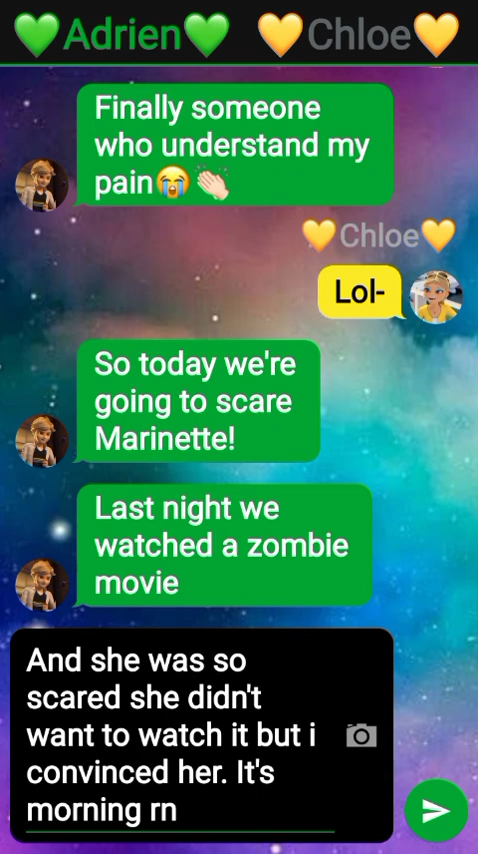 💚Adrien💚 💛Chloe💛
Finally someone
who understand my
pain😭👏🏻
💛Chloe💛
Lol-
So today we're
going to scare
Marinette!
Last night we
watched a zombie
movie
And she was so
scared she didn't
want to watch it but i
convinced her. It's
morning rn